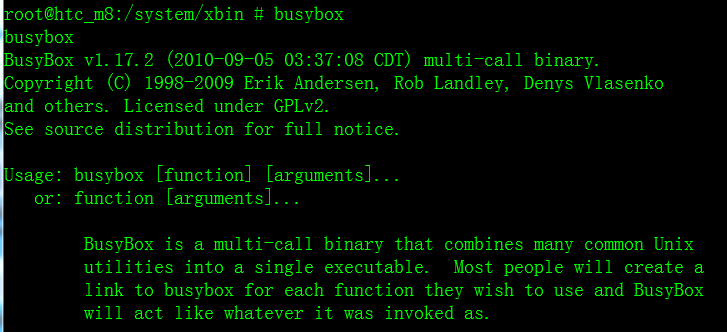 root@htc_m8:/system/xbin # busybox
busybox
BusyBox v1.17.2 (2010-09-05 03:37:08 CDT) multi-call binary.
Copyright (C) 1998-2009 Erik Andersen, Rob Landley, Denys Vlasenko
and others. Licensed under GPLv2.
See source distribution for full notice.
Usage: busybox [function] [arguments]...
or: function [arguments]...
BusyBox is a multi-call binary that combines many common Unix
utilities into a single executable.  Most people will create a
link to busybox for each function they wish to use and BusyBox
will act like whatever it was invoked as.